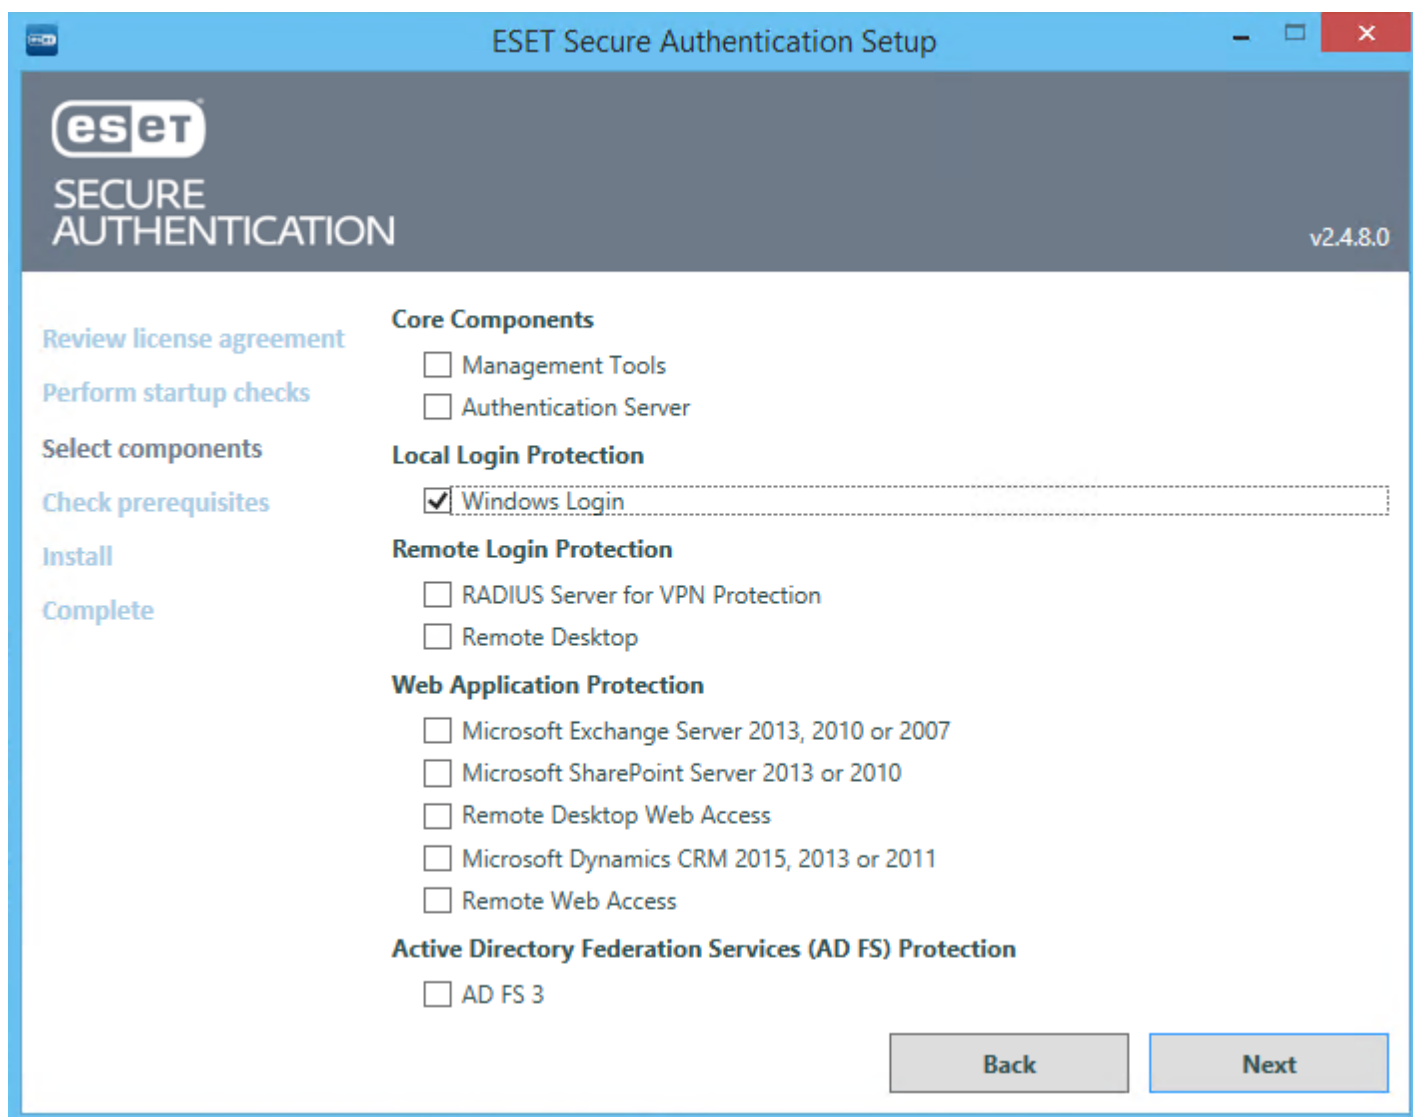 ESET Secure Authentication Setup
eseT
SECURE
AUTHENTICATION
v2.4.8.0
Review license agreement
Perform startup checks
Select components
Check prerequisites
Install
Complete
Core Components
Management Tools
Authentication Server
Local Login Protection
Windows Login
Remote Login Protection
RADIUS Server for VPN Protection
Remote Desktop
Web Application Protection
Microsoft Exchange Server 2013, 2010 or 2007
Microsoft SharePoint Server 2013 or 2010
Remote Desktop Web Access
Microsoft Dynamics CRM 2015, 2013 or 2011
Remote Web Access
Active Directory Federation Services (AD FS) Protection
AD FS 3
Back
Next